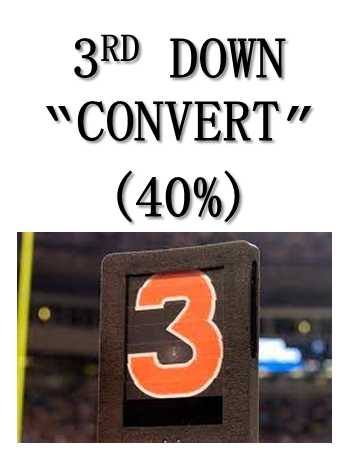 3RD DOWN
“CONVERT”
(40%)
3